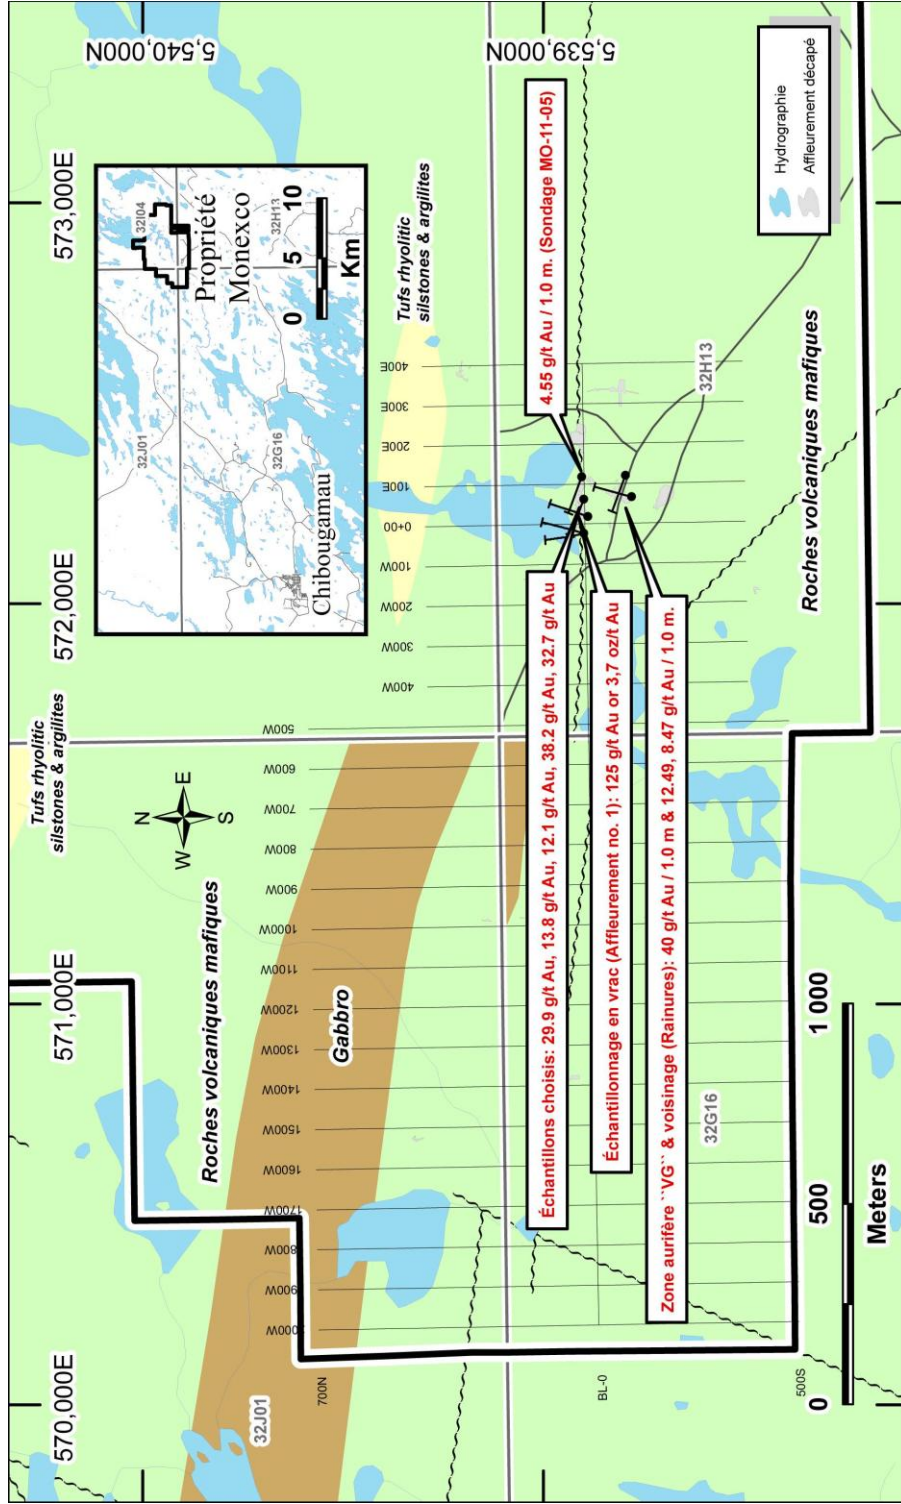 570,000E
571,000E
572,000E
573,000E
5,540,000N
5,539,000N
Tufs rhyolitic
silstones & argilites
N
W
E
S
32J01
32I04
32G16
32H13
Propriété
Monexco
Chibougamau
0
5
10
Km
Roches volcaniques mafiques
Gabbro
32J01
Tufs rhyolitic
silstones & argilites
700N
000W
900W
800W
1700W
1600W
1500W
1400W
1300W
1200W
1100W
1000W
900W
800W
700W
600W
500W
400W
300W
200W
100W
0+00
100E
200E
300E
400E
4.55 g/t Au / 1.0 m. (Sondage MO-11-05)
Échantillons choisis: 29.9 g/t Au, 13.8 g/t Au, 12.1 g/t Au, 38.2 g/t Au, 32.7 g/t Au
Échantillonnage en vrac (Affleurement no. 1): 125 g/t Au or 3,7 oz/t Au
Zone aurifère ``VG`` & voisinage (Rainures): 40 g/t Au / 1.0 m & 12.49, 8.47 g/t Au / 1.0 m.
BL-0
32G16
32H13
500S
Roches volcaniques mafiques
0
500
1 000
Meters
Hydrographie
Affleurement décapé